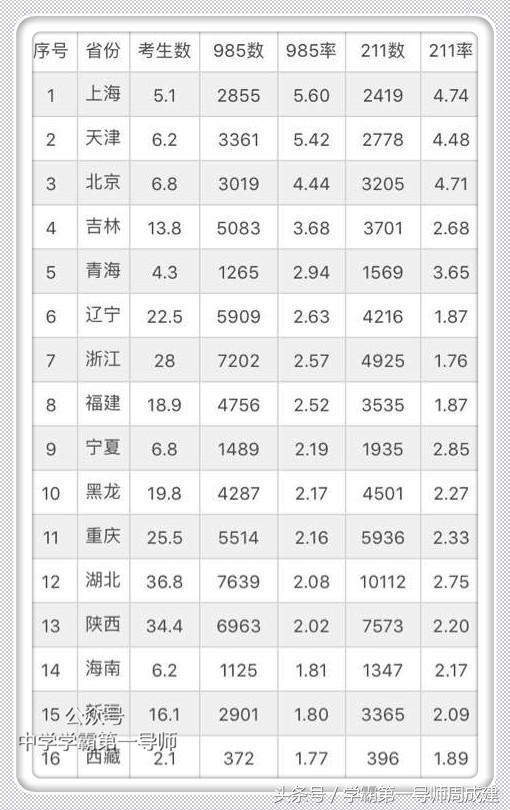 序号 省份 考生数 985数 985率 211数 211率
1 上海 5.1 2855 5.60 2419 4.74
2 天津 6.2 3361 5.42 2778 4.48
3 北京 6.8 3019 4.44 3205 4.71
4 吉林 13.8 5083 3.68 3701 2.68
5 青海 4.3 1265 2.94 1569 3.65
6 辽宁 22.5 5909 2.63 4216 1.87
7 浙江 28 7202 2.57 4925 1.76
8 福建 18.9 4756 2.52 3535 1.87
9 宁夏 6.8 1489 2.19 1935 2.85
10 黑龙 19.8 4287 2.17 4501 2.27
11 重庆 25.5 5514 2.16 5936 2.33
12 湖北 36.8 7639 2.08 10112 2.75
13 陕西 34.4 6963 2.02 7573 2.20
14 海南 6.2 1125 1.81 1347 2.17
15 新疆 16.1 2901 1.80 3365 2.09
公众号
中学学霸第一导师
16 西藏 2.1 372 1.77 396 1.89
头条号 / 学霸第一导师周成建